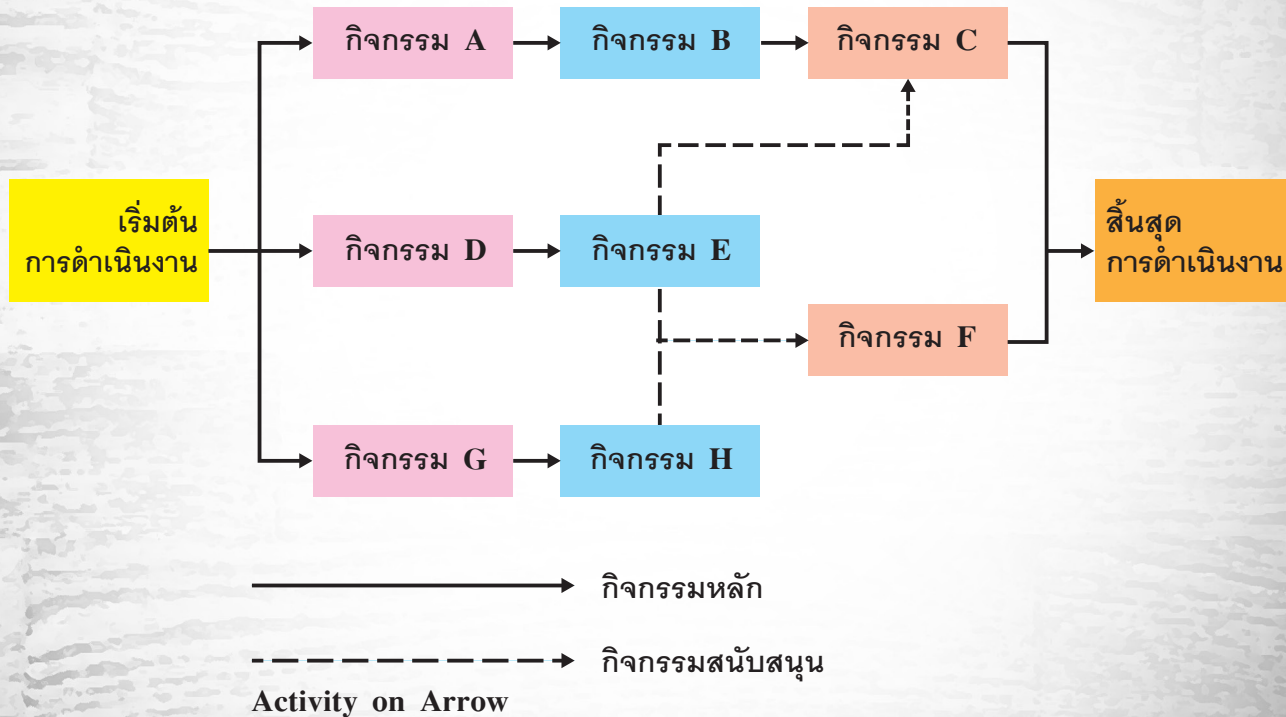 กิจกรรม A
กิจกรรม B
กิจกรรม C
เริ่มต้น
การดำเนินงาน
กิจกรรม D
กิจกรรม E
สิ้นสุด
การดำเนินงาน
กิจกรรม F
กิจกรรม G
กิจกรรม H
กิจกรรมหลัก
กิจกรรมสนับสนุน
Activity on Arrow